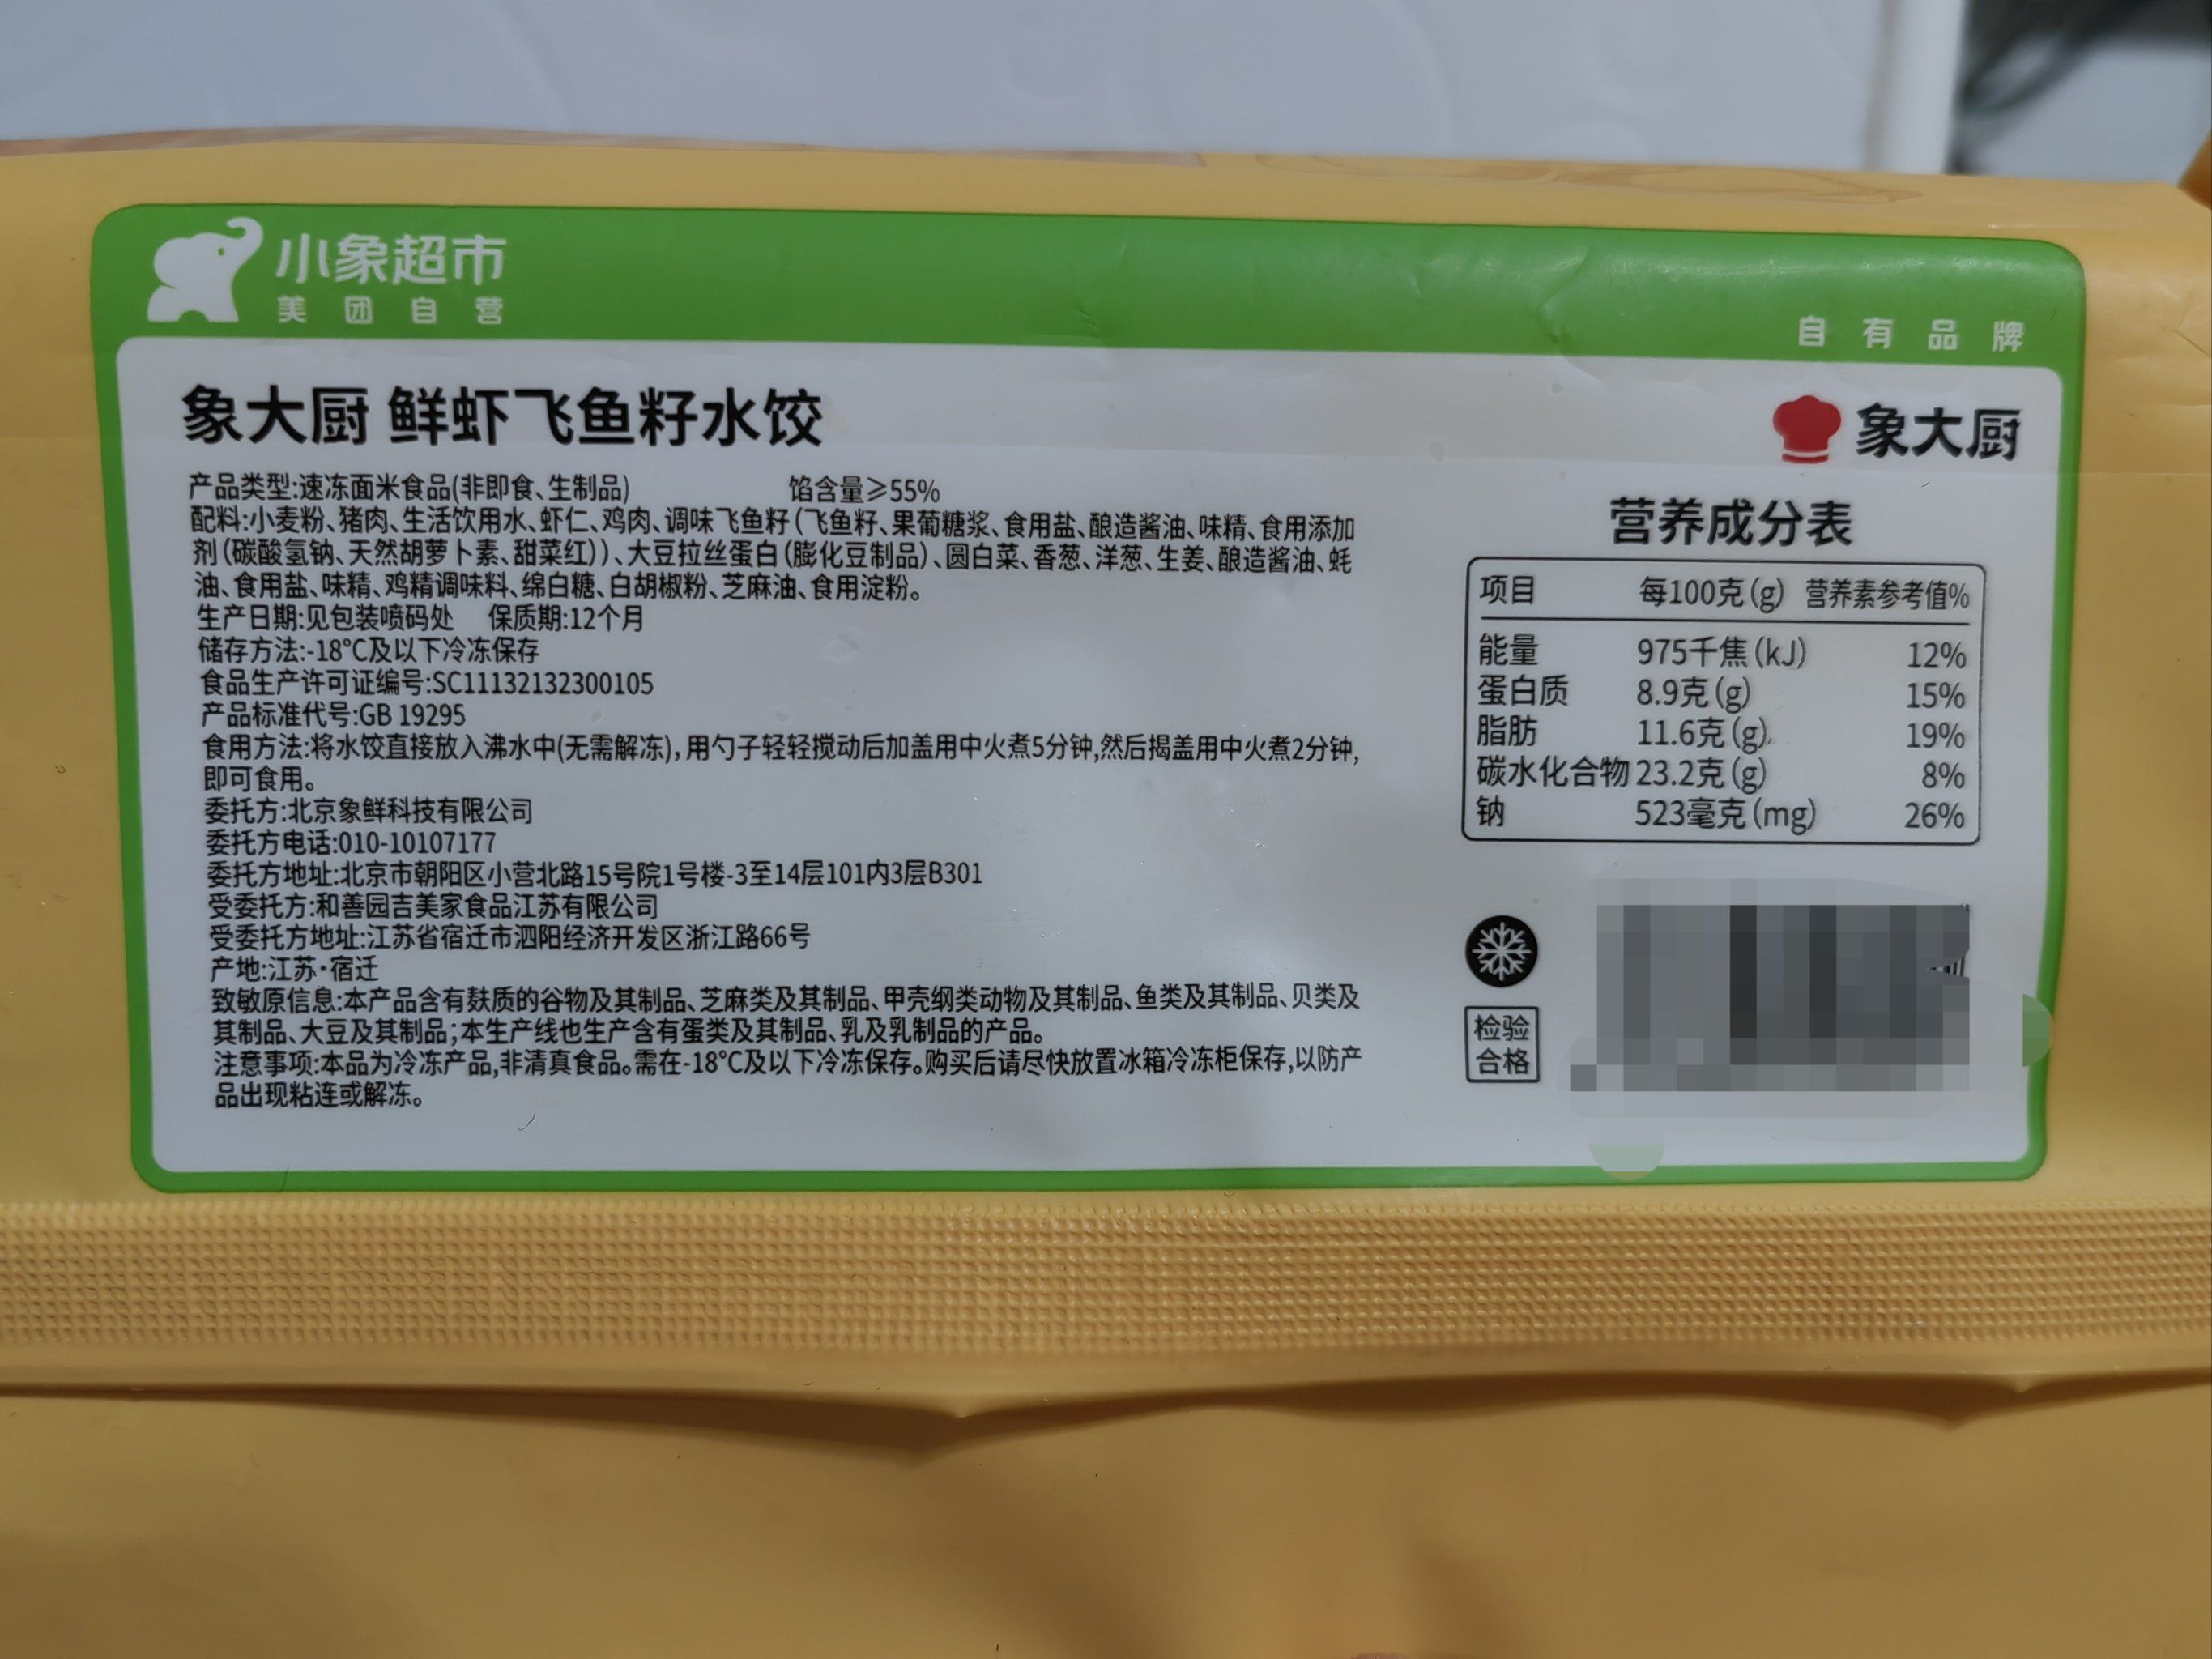 小象超市
美团自营
自有品牌
象大厨 鲜虾飞鱼籽水饺
象大厨
产品类型:速冻面米食品(非即食、生制品) 馅含量≥55%
配料:小麦粉、猪肉、生活饮用水、虾仁、鸡肉、调味飞鱼籽(飞鱼籽、果葡糖浆、食用盐、酿造酱油、味精、食用添加
剂(碳酸氢钠、天然胡萝卜素、甜菜红))、大豆拉丝蛋白(膨化豆制品)、圆白菜、香葱、洋葱、生姜、酿造酱油、蚝
油、食用盐、味精、鸡精调味料、绵白糖、白胡椒粉、芝麻油、食用淀粉。
生产日期:见包装喷码处 保质期:12个月
储存方法:-18℃及以下冷冻保存
食品生产许可证编号:SC11132132300105
产品标准代号:GB 19295
食用方法:将水饺直接放入沸水中(无需解冻),用勺子轻轻搅动后加盖用中火煮5分钟,然后揭盖用中火煮2分钟,
即可食用。
委托方:北京象鲜科技有限公司
委托方电话:010-10107177
委托方地址:北京市朝阳区小营北路15号院1号楼-3至14层101内3层B301
受委托方:和善园吉美家食品江苏有限公司
受委托方地址:江苏省宿迁市泗阳经济开发区浙江路66号
产地:江苏·宿迁
致敏原信息:本产品含有麸质的谷物及其制品、芝麻类及其制品、甲壳纲类动物及其制品、鱼类及其制品、贝类及
其制品、大豆及其制品;本生产线也生产含有蛋类及其制品、乳及乳制品的产品。
注意事项:本品为冷冻产品,非清真食品。需在-18℃及以下冷冻保存。购买后请尽快放置冰箱冷冻柜保存,以防产
品出现粘连或解冻。
营养成分表
项目 每100克(g) 营养素参考值%
能量 975千焦(kJ) 12%
蛋白质 8.9克(g) 15%
脂肪 11.6克(g) 19%
碳水化合物 23.2克(g) 8%
钠 523毫克(mg) 26%
检验
合格